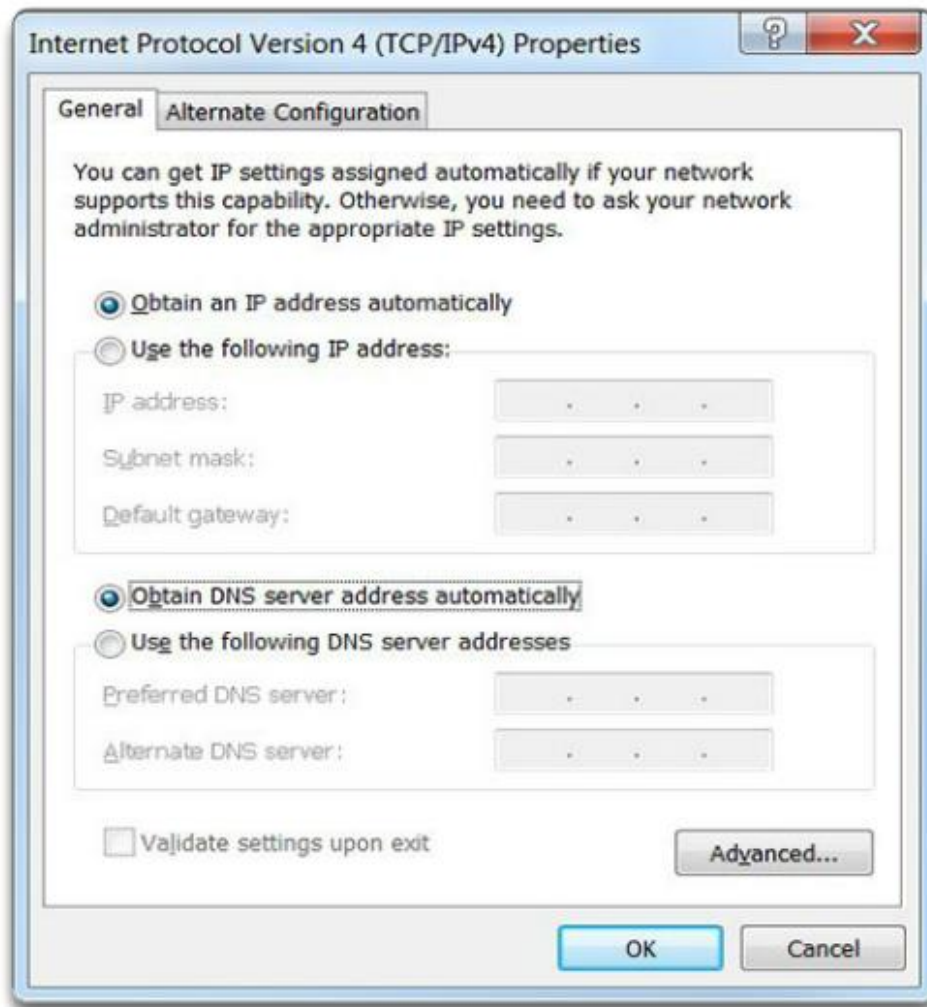 Internet Protocol Version 4 (TCP/IPv4) Properties
General
Alternate Configuration
You can get IP settings assigned automatically if your network
supports this capability. Otherwise, you need to ask your network
administrator for the appropriate IP settings.
Obtain an IP address automatically
Use the following IP address:
IP address:
Subnet mask:
Default gateway:
Obtain DNS server address automatically
Use the following DNS server addresses
Preferred DNS server:
Alternate DNS server:
Validate settings upon exit
Advanced...
OK
Cancel